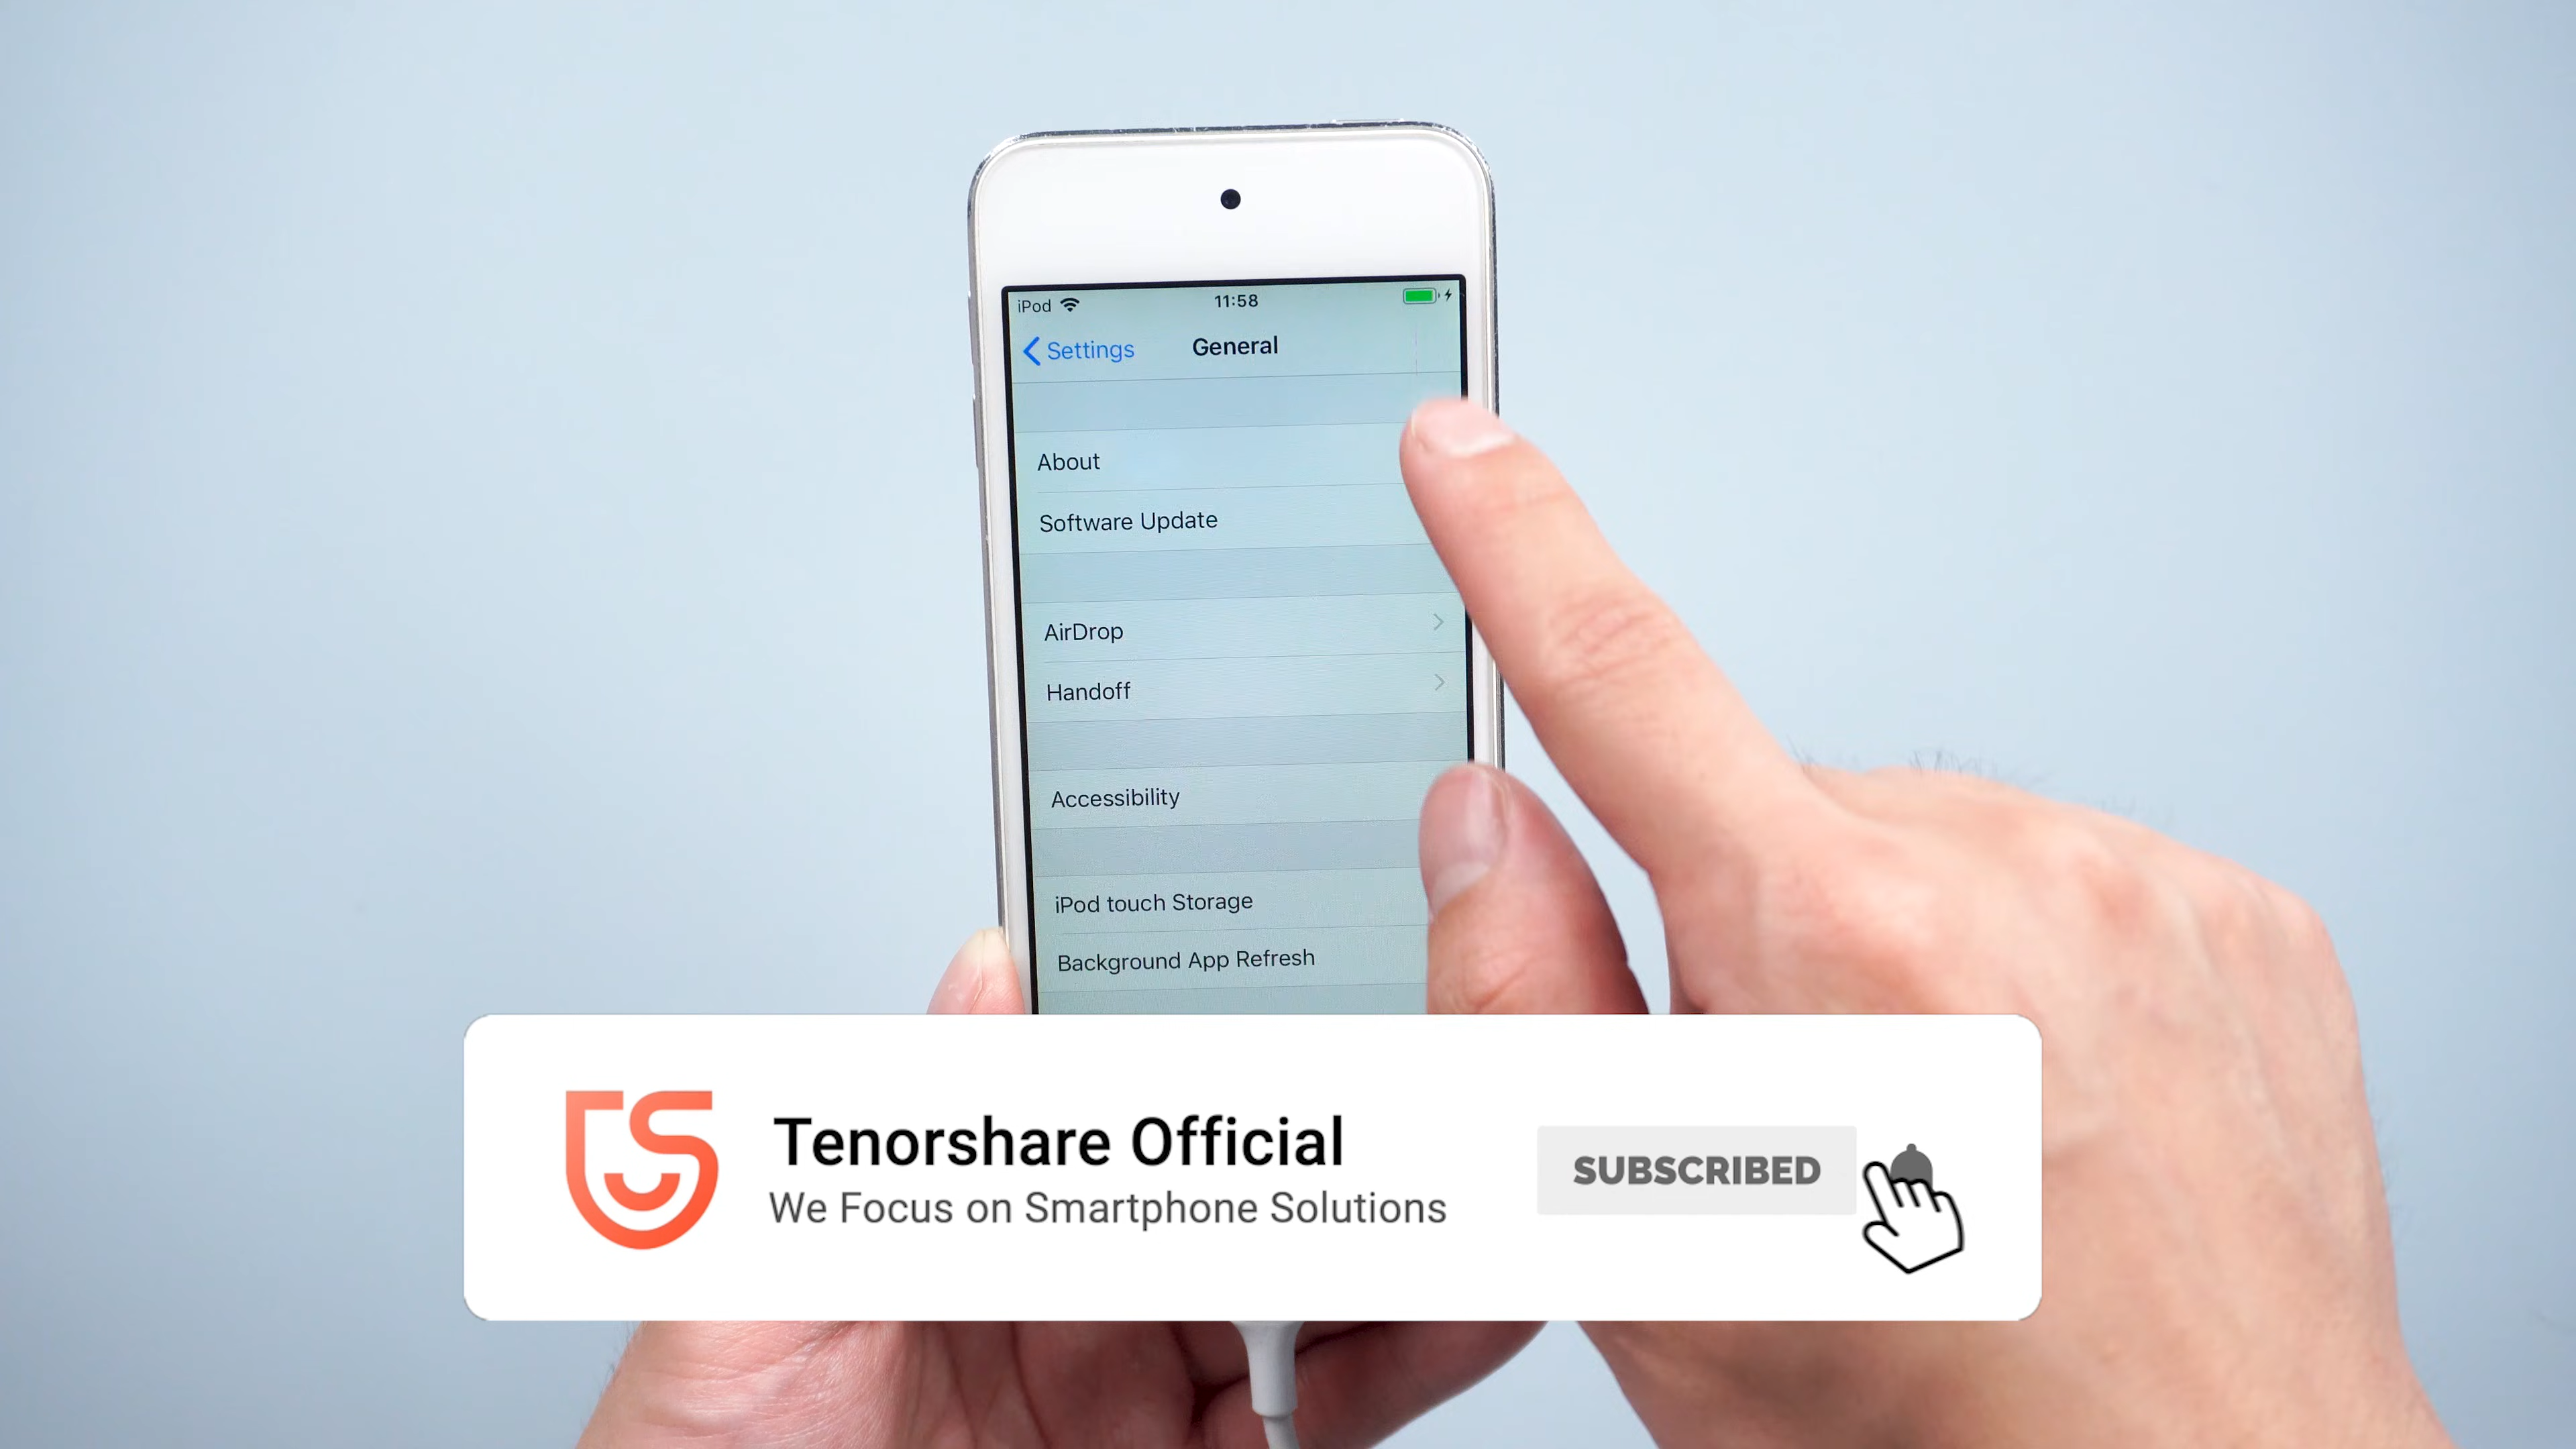 iPod
11:58
Settings
General
About
Software Update
AirDrop
Handoff
Accessibility
iPod touch Storage
Background App Refresh
Tenorshare Official
We Focus on Smartphone Solutions
SUBSCRIBED